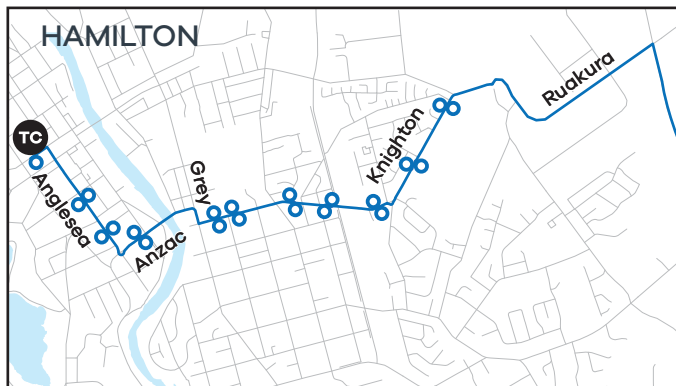 HAMILTON
TC
Anglesea
Anzac
Grey
Knighton
Ruakura